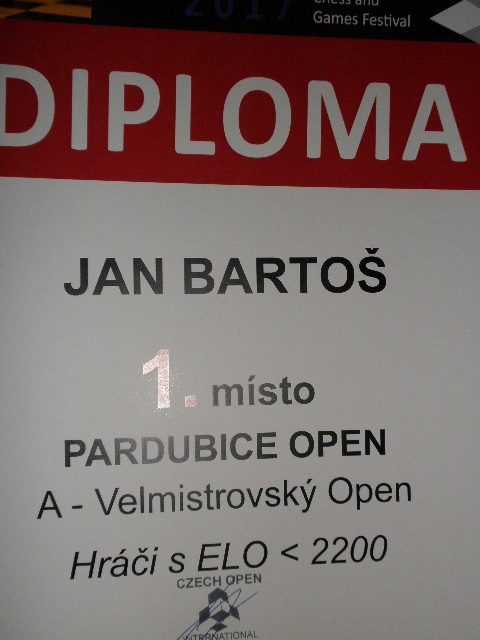 2017
Chess and
Games Festival
DIPLOMA
JAN BARTOŠ
1. místo
PARDUBICE OPEN
A - Velmistrovský Open
Hráči s ELO < 2200
CZECH OPEN
INTERNATIONAL